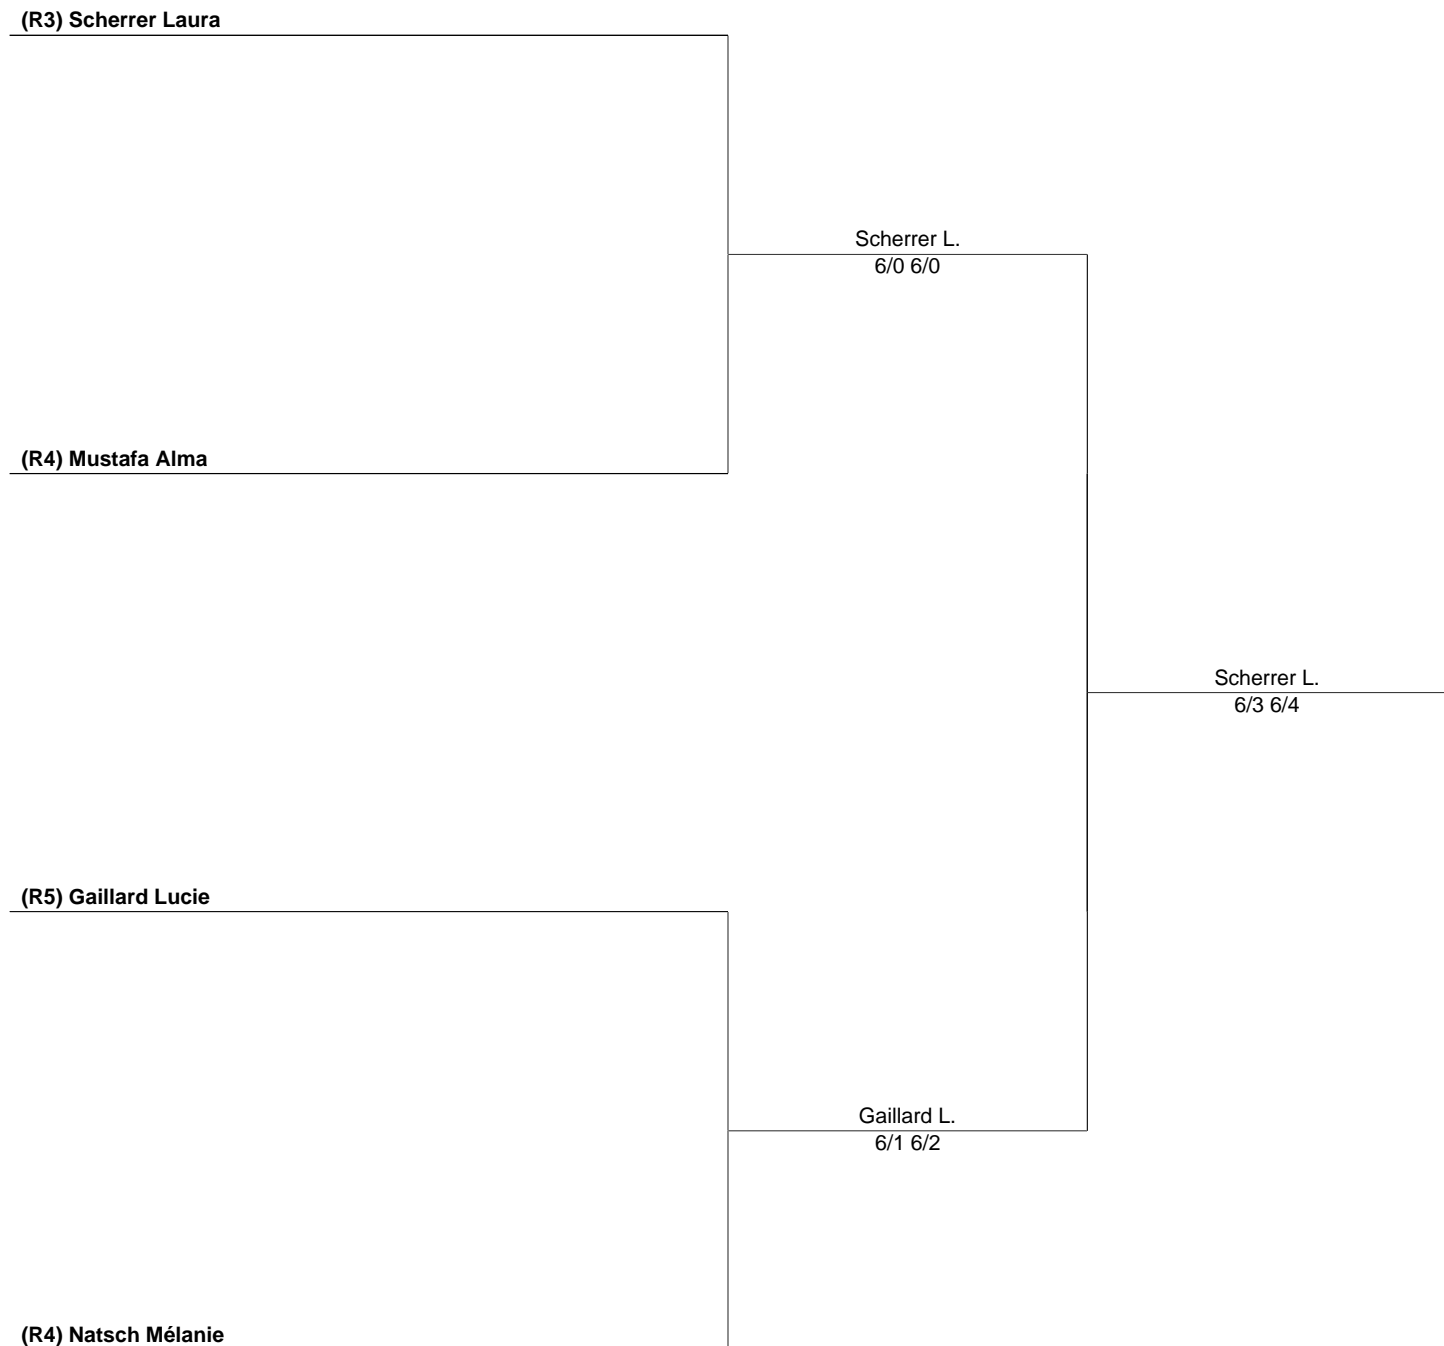 (R3) Scherrer Laura
Scherrer L.
6/0 6/0
(R4) Mustafa Alma
Scherrer L.
6/3 6/4
(R5) Gaillard Lucie
Gaillard L.
6/1 6/2
(R4) Natsch Mélanie